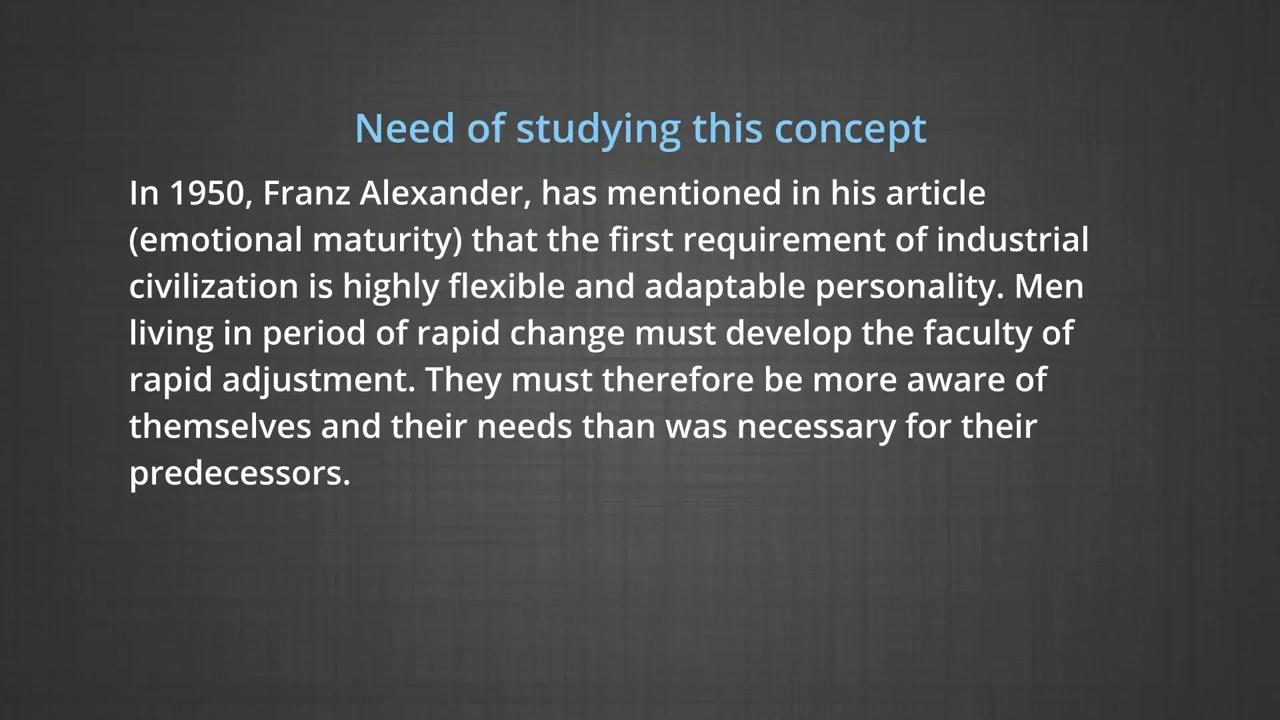 Need of studying this concept
In 1950, Franz Alexander, has mentioned in his article
(emotional maturity) that the first requirement of industrial
civilization is highly flexible and adaptable personality. Men
living in period of rapid change must develop the faculty of
rapid adjustment. They must therefore be more aware of
themselves and their needs than was necessary for their
predecessors.